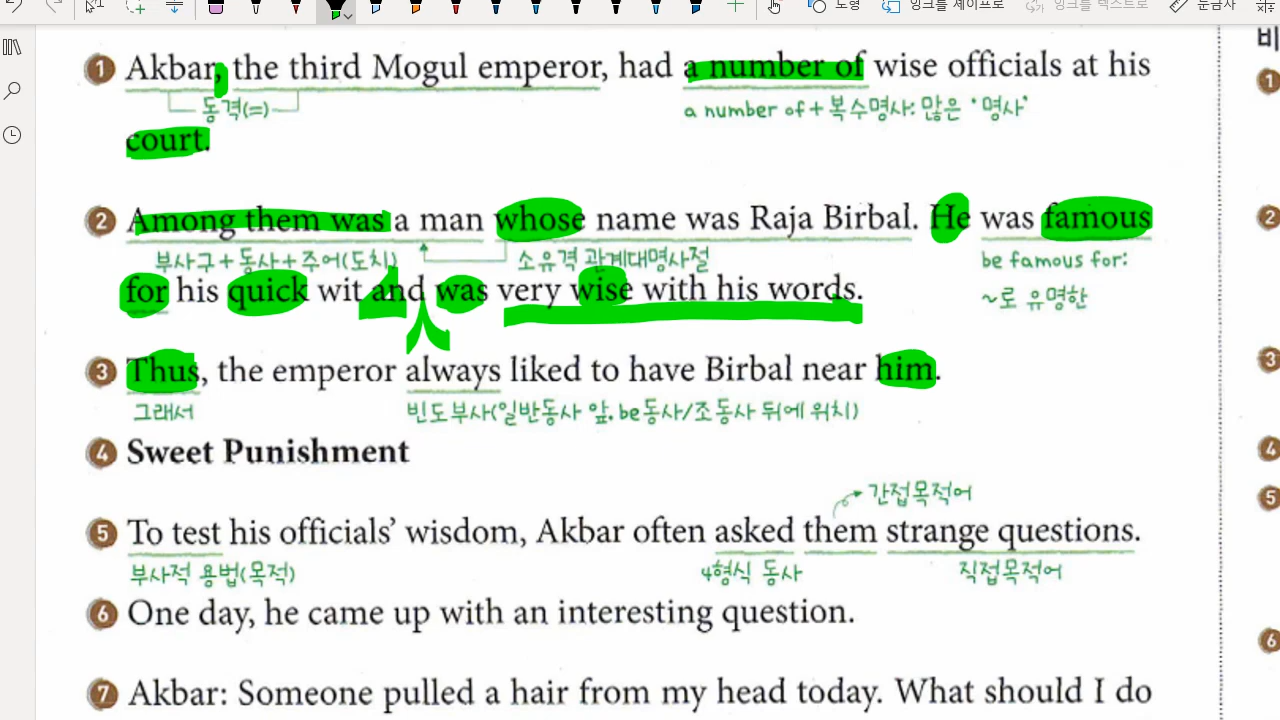 도형 잉크를 셰이프로 잉크를 텍스트로 눈금자
1 Akbar, the third Mogul emperor, had a number of wise officials at his
동격(=) a number of + 복수명사: 많은 '명사'
court.
2 Among them was a man whose name was Raja Birbal. He was famous
부사구+동사+주어(도치) 소유격 관계대명사절 be famous for:
for his quick wit and was very wise with his words.
~로 유명한
3 Thus, the emperor always liked to have Birbal near him.
그래서 빈도부사(일반동사 앞, be동사/조동사 뒤에 위치)
4 Sweet Punishment
간접목적어
5 To test his officials' wisdom, Akbar often asked them strange questions.
부사적 용법(목적) 4형식 동사 직접목적어
6 One day, he came up with an interesting question.
7 Akbar: Someone pulled a hair from my head today. What should I do
1
2
3
4
5
6